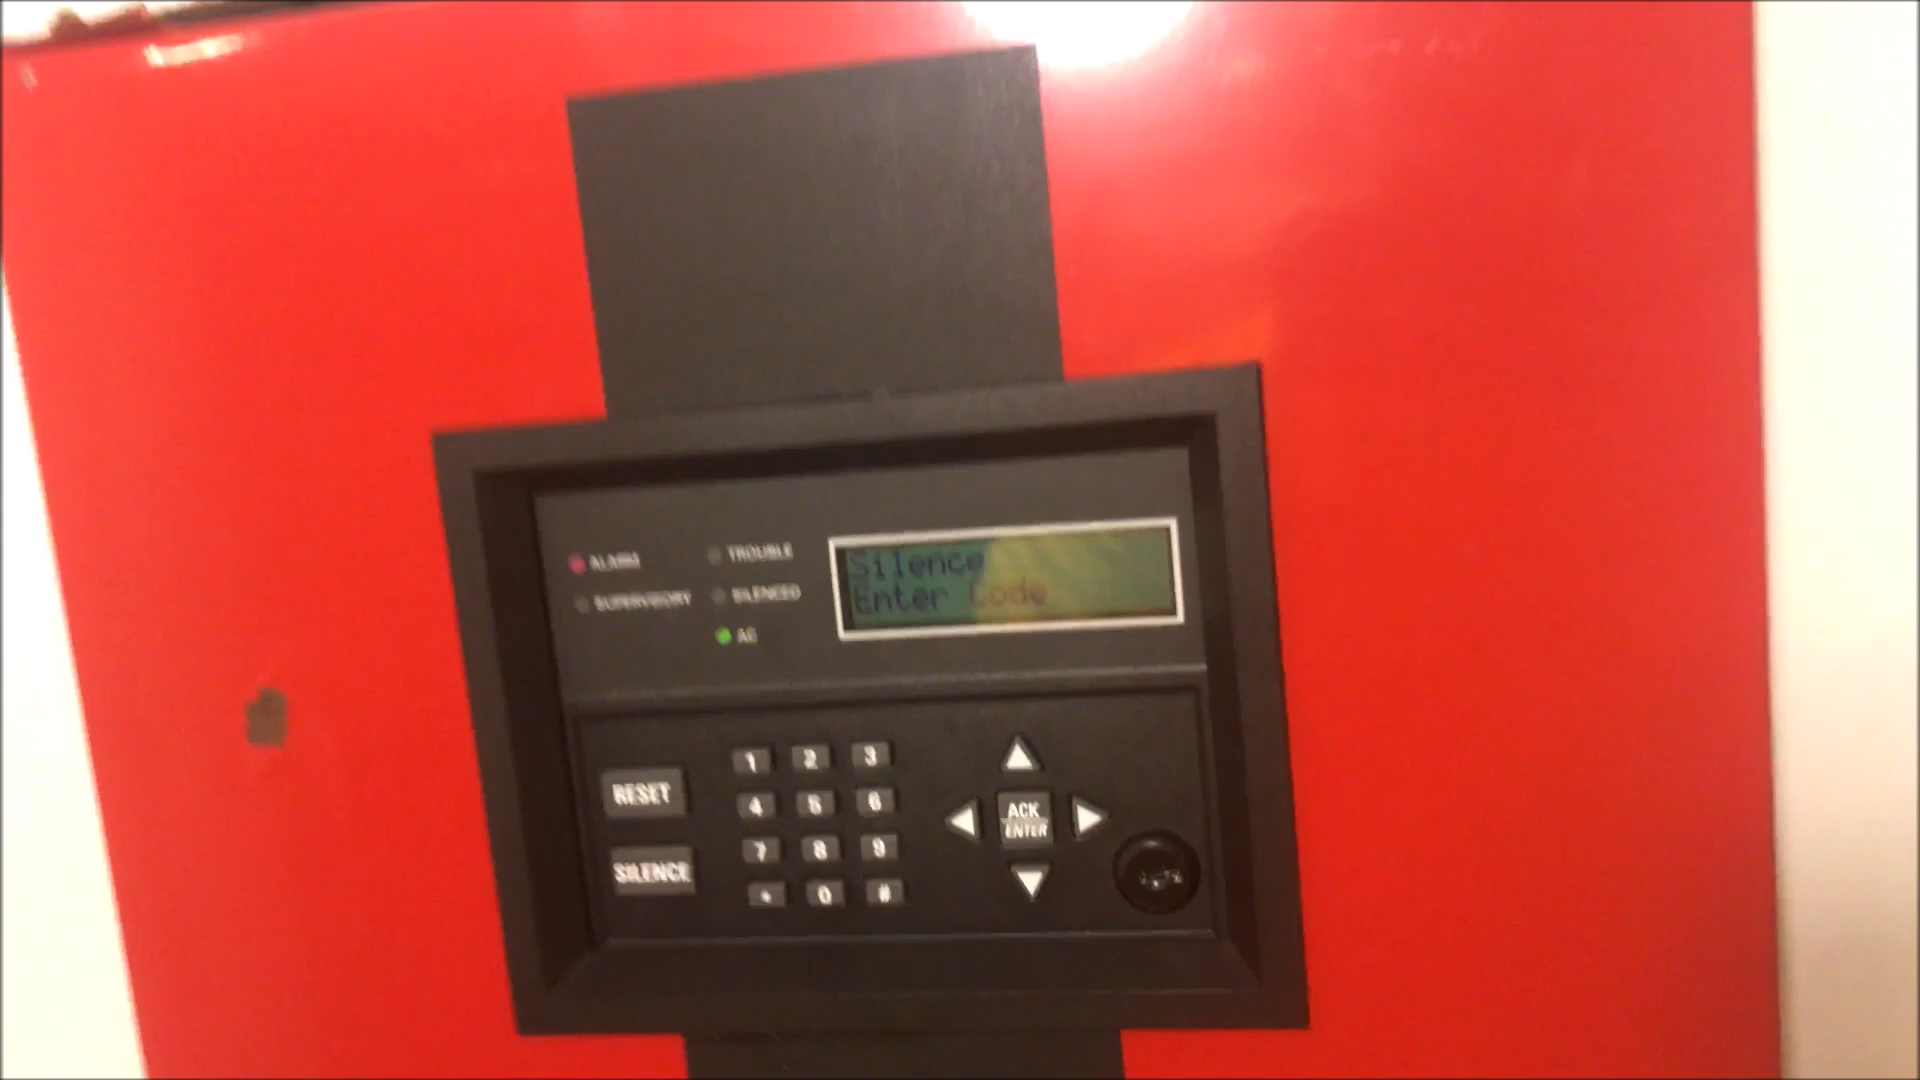 ALARM
TROUBLE
SUPERVISORY
SILENCED
AC
Silence
Enter Code
RESET
SILENCE
1 2 3
4 5 6
7 8 9
* 0 #
ACK
ENTER